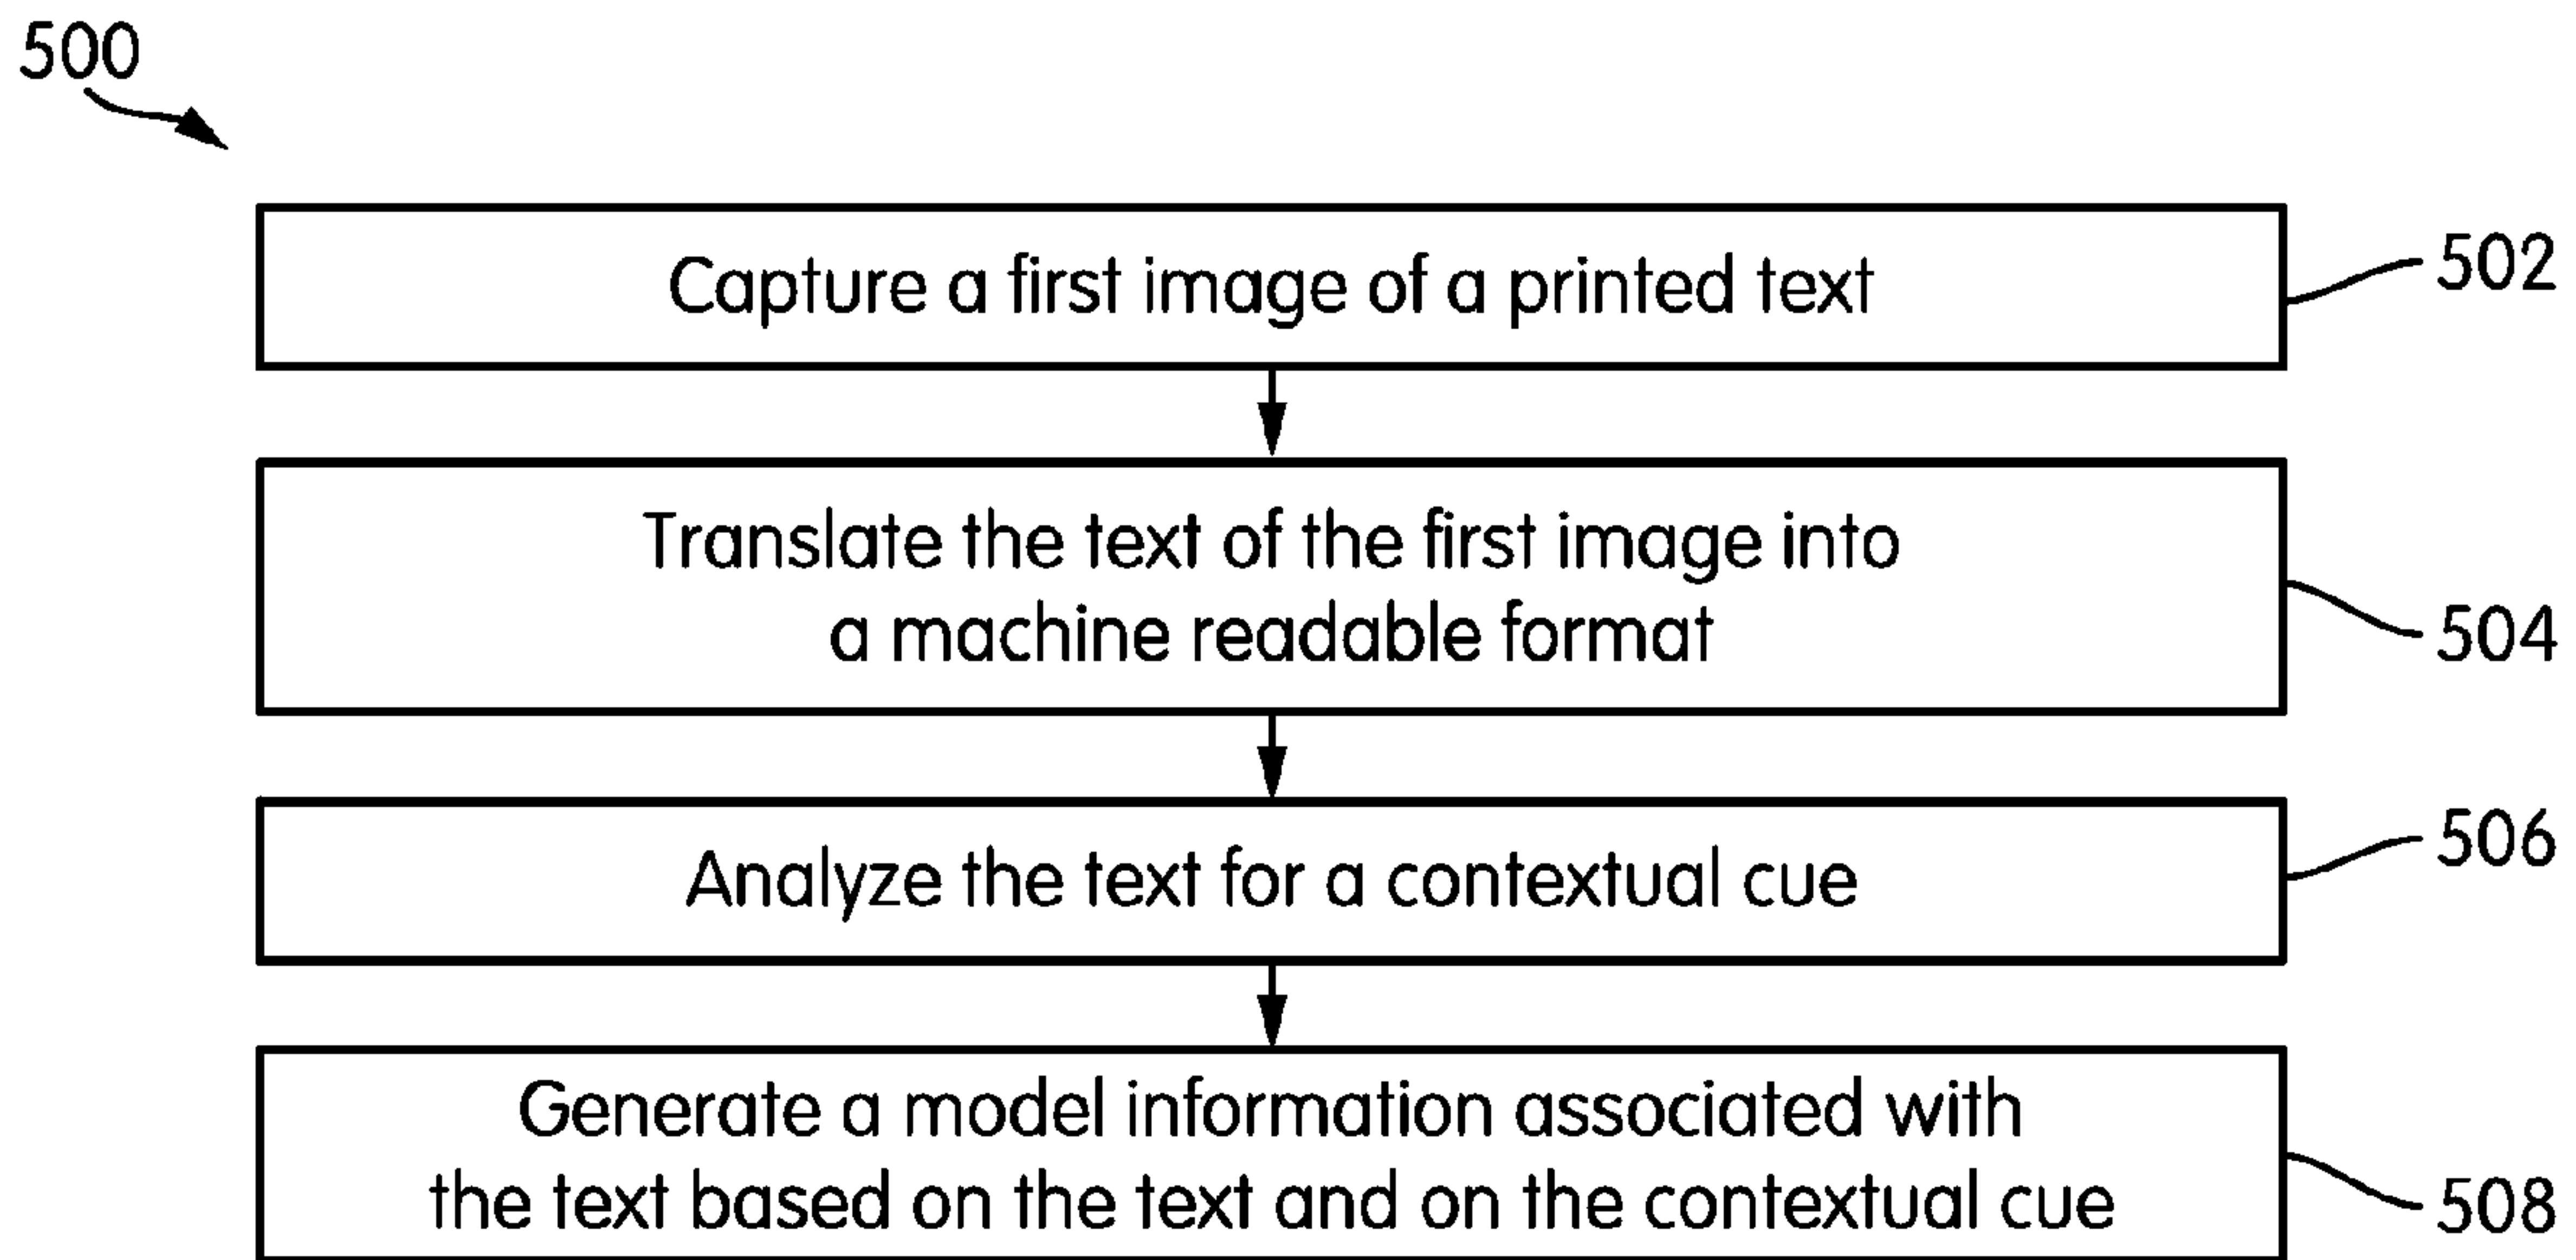 500
Capture a first image of a printed text
502
Translate the text of the first image into
a machine readable format
504
Analyze the text for a contextual cue
506
Generate a model information associated with
the text based on the text and on the contextual cue
508